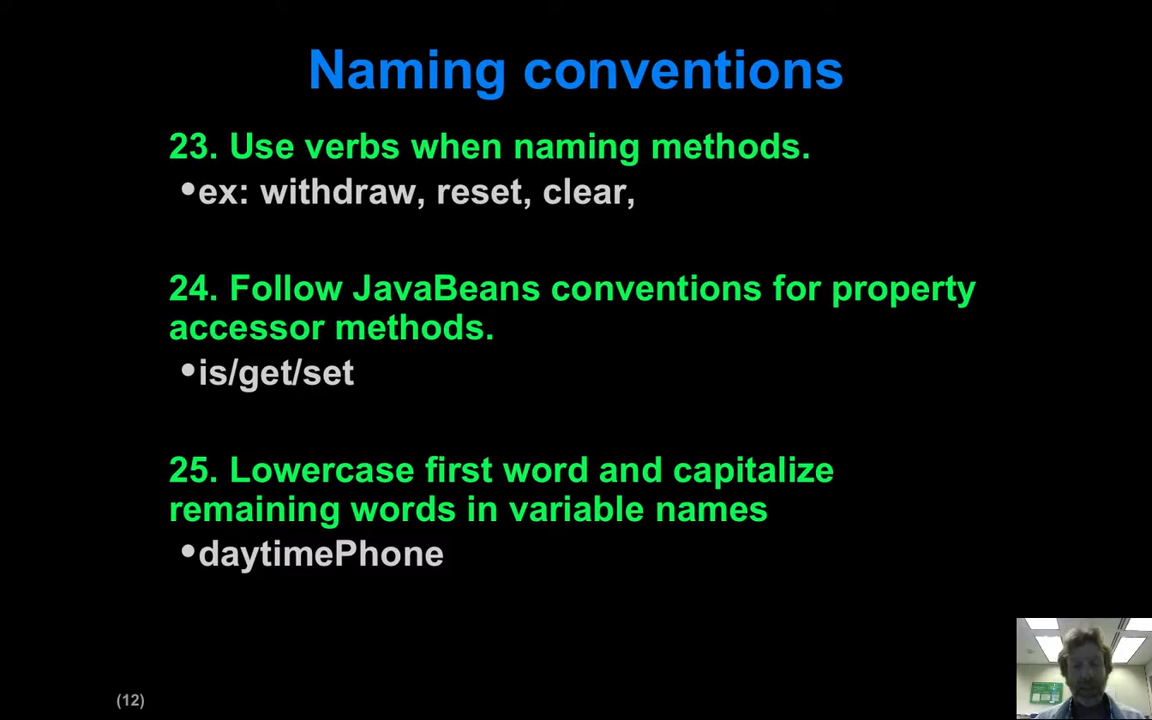 Naming conventions
23. Use verbs when naming methods.
•ex: withdraw, reset, clear,
24. Follow JavaBeans conventions for property
accessor methods.
•is/get/set
25. Lowercase first word and capitalize
remaining words in variable names
•daytimePhone
(12)